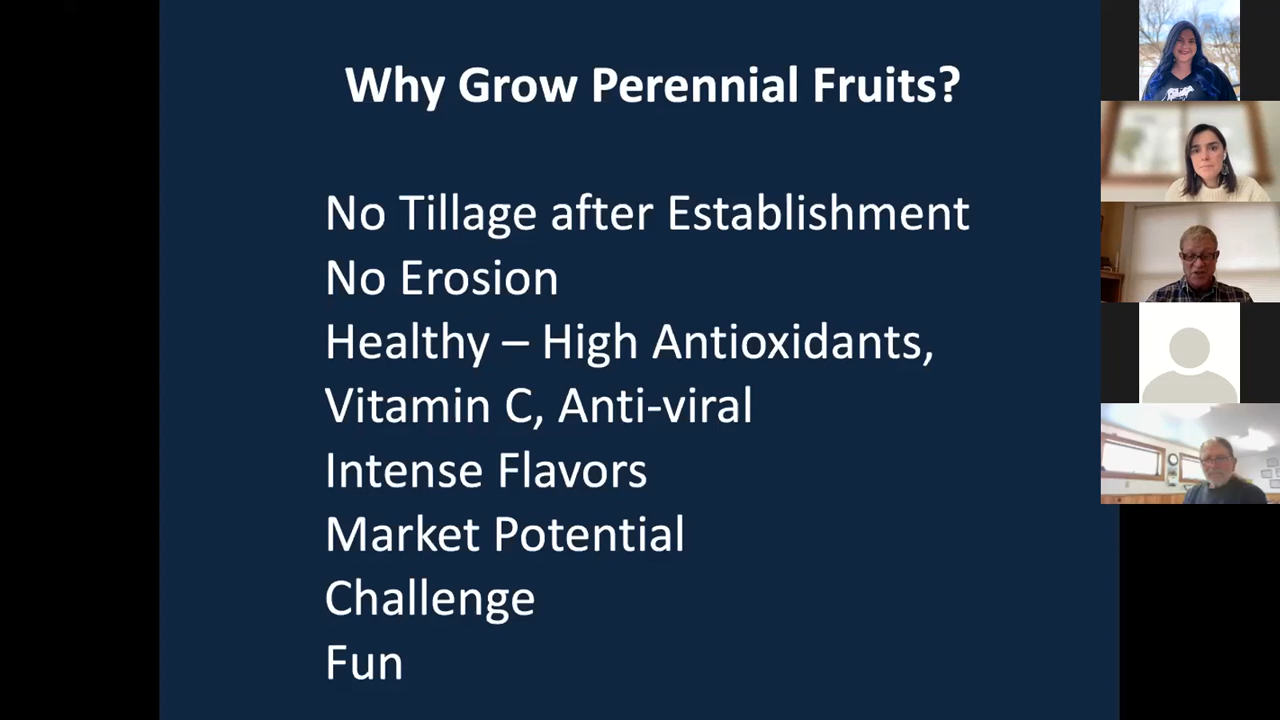 Why Grow Perennial Fruits?
No Tillage after Establishment
No Erosion
Healthy – High Antioxidants,
Vitamin C, Anti-viral
Intense Flavors
Market Potential
Challenge
Fun